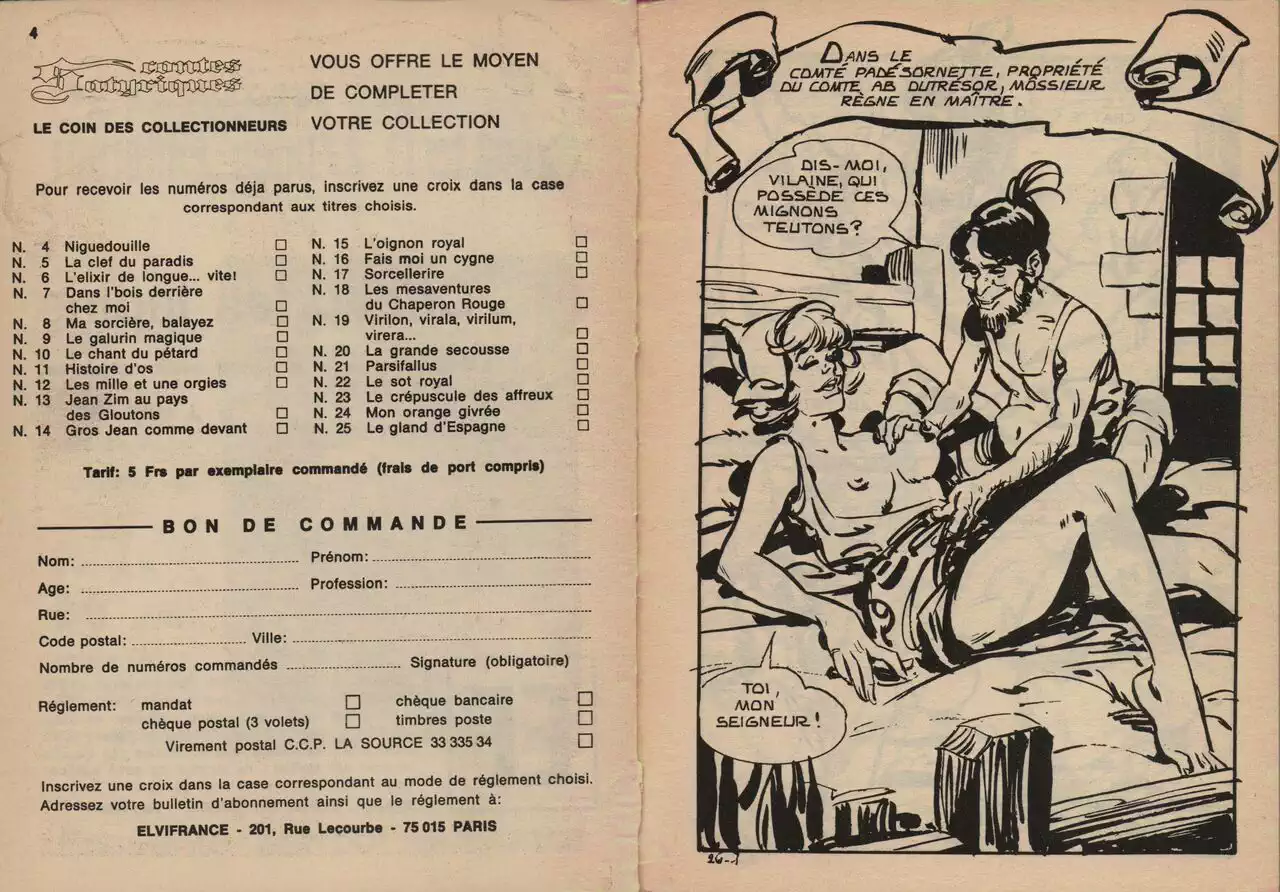 4
contes
Satyriques
LE COIN DES COLLECTIONNEURS
VOUS OFFRE LE MOYEN
DE COMPLETER
VOTRE COLLECTION
Pour recevoir les numéros déja parus, inscrivez une croix dans la case
correspondant aux titres choisis.
N. 4 Niguedouille
N. 5 La clef du paradis
N. 6 L'elixir de longue... vite!
N. 7 Dans l'bois derrière
chez moi
N. 8 Ma sorcière, balayez
N. 9 Le galurin magique
N. 10 Le chant du pétard
N. 11 Histoire d'os
N. 12 Les mille et une orgies
N. 13 Jean Zim au pays
des Gloutons
N. 14 Gros Jean comme devant
N. 15 L'oignon royal
N. 16 Fais moi un cygne
N. 17 Sorcellerire
N. 18 Les mesaventures
du Chaperon Rouge
N. 19 Virilon, virala, virilum,
virera...
N. 20 La grande secousse
N. 21 Parsifallus
N. 22 Le sot royal
N. 23 Le crépuscule des affreux
N. 24 Mon orange givrée
N. 25 Le gland d'Espagne
Tarif: 5 Frs par exemplaire commandé (frais de port compris)
BON DE COMMANDE
Nom: Prénom:
Age: Profession:
Rue:
Code postal: Ville:
Nombre de numéros commandés Signature (obligatoire)
Réglement: mandat chèque bancaire
chèque postal (3 volets) timbres poste
Virement postal C.C.P. LA SOURCE 33 335 34
Inscrivez une croix dans la case correspondant au mode de réglement choisi.
Adressez votre bulletin d'abonnement ainsi que le réglement à:
ELVIFRANCE - 201, Rue Lecourbe - 75 015 PARIS
DANS LE
COMTÉ PADÉSORNETTE, PROPRIÉTÉ
DU COMTE AB DUTRÉSOR, MÔSSIEUR
RÈGNE EN MAÎTRE.
DIS-MOI,
VILAINE, QUI
POSSÈDE CES
MIGNONS
TEUTONS?
TOI,
MON
SEIGNEUR!
26-1